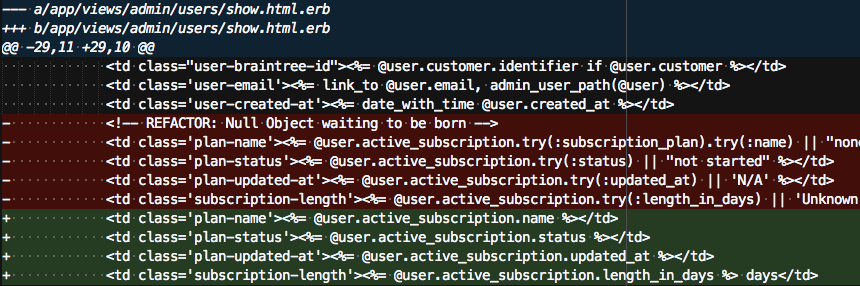 --- a/app/views/admin/users/show.html.erb
+++ b/app/views/admin/users/show.html.erb
@@ -29,11 +29,10 @@
             <td class="user-braintree-id"><%= @user.customer.identifier if @user.customer %></td>
             <td class='user-email'><%= link_to @user.email, admin_user_path(@user) %></td>
             <td class='user-created-at'><%= date_with_time @user.created_at %></td>
-            <!-- REFACTOR: Null Object waiting to be born -->
-            <td class='plan-name'><%= @user.active_subscription.try(:subscription_plan).try(:name) || "none
-            <td class='plan-status'><%= @user.active_subscription.try(:status) || "not started" %></td>
-            <td class='plan-updated-at'><%= @user.active_subscription.try(:updated_at) || 'N/A' %></td>
-            <td class='subscription-length'><%= @user.active_subscription.try(:length_in_days) || 'Unknown
+            <td class='plan-name'><%= @user.active_subscription.name %></td>
+            <td class='plan-status'><%= @user.active_subscription.status %></td>
+            <td class='plan-updated-at'><%= @user.active_subscription.updated_at %></td>
+            <td class='subscription-length'><%= @user.active_subscription.length_in_days %> days</td>